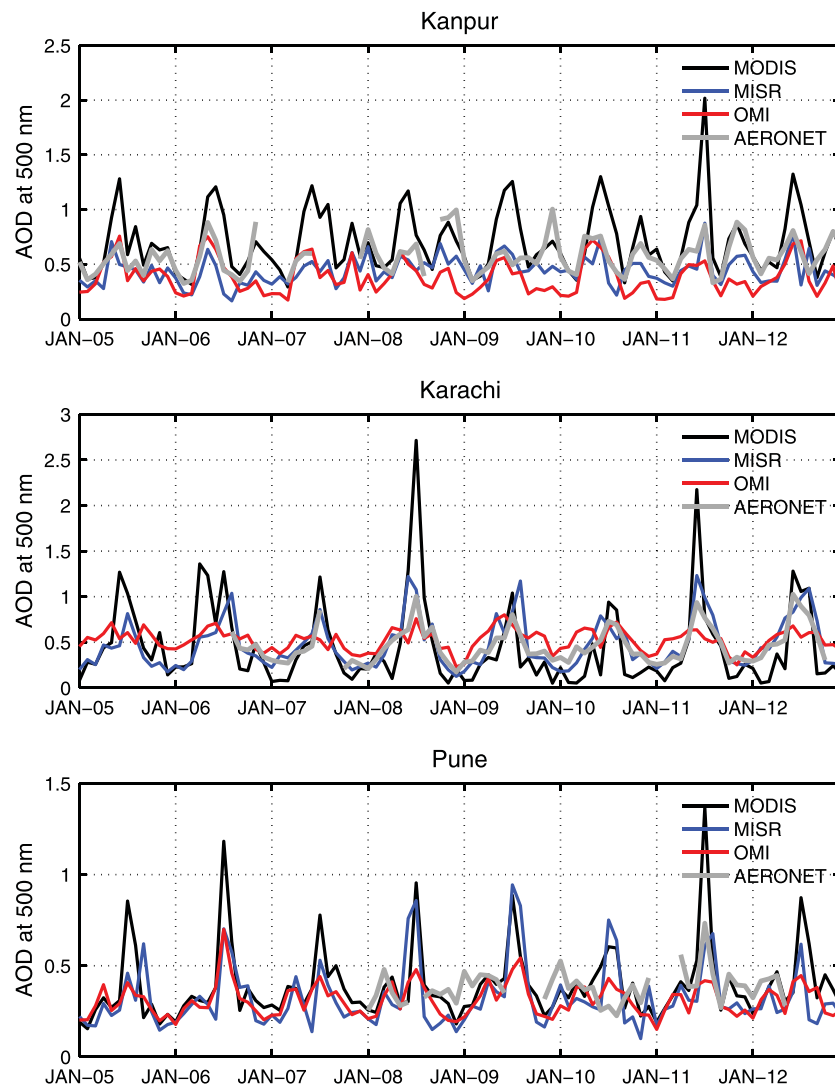 Kanpur
2.5
2
1.5
1
0.5
0
AOD at 500 nm
MODIS
MISR
OMI
AERONET
JAN−05 JAN−06 JAN−07 JAN−08 JAN−09 JAN−10 JAN−11 JAN−12
Karachi
3
2.5
2
1.5
1
0.5
0
AOD at 500 nm
MODIS
MISR
OMI
AERONET
JAN−05 JAN−06 JAN−07 JAN−08 JAN−09 JAN−10 JAN−11 JAN−12
Pune
1.5
1
0.5
0
AOD at 500 nm
MODIS
MISR
OMI
AERONET
JAN−05 JAN−06 JAN−07 JAN−08 JAN−09 JAN−10 JAN−11 JAN−12